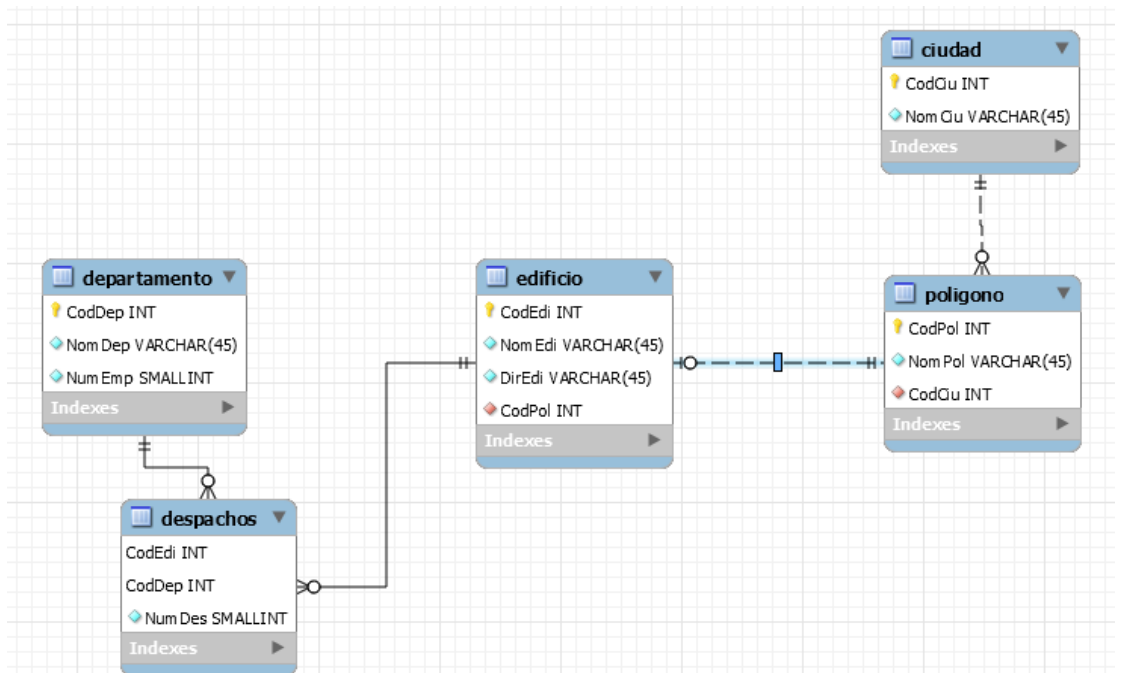 ciudad
CodCiu INT
NomCiu VARCHAR(45)
Indexes
departamento
CodDep INT
NomDep VARCHAR(45)
NumEmp SMALLINT
Indexes
edificio
CodEdi INT
NomEdi VARCHAR(45)
DirEdi VARCHAR(45)
CodPol INT
Indexes
poligono
CodPol INT
NomPol VARCHAR(45)
CodCiu INT
Indexes
despachos
CodEdi INT
CodDep INT
NumDes SMALLINT
Indexes